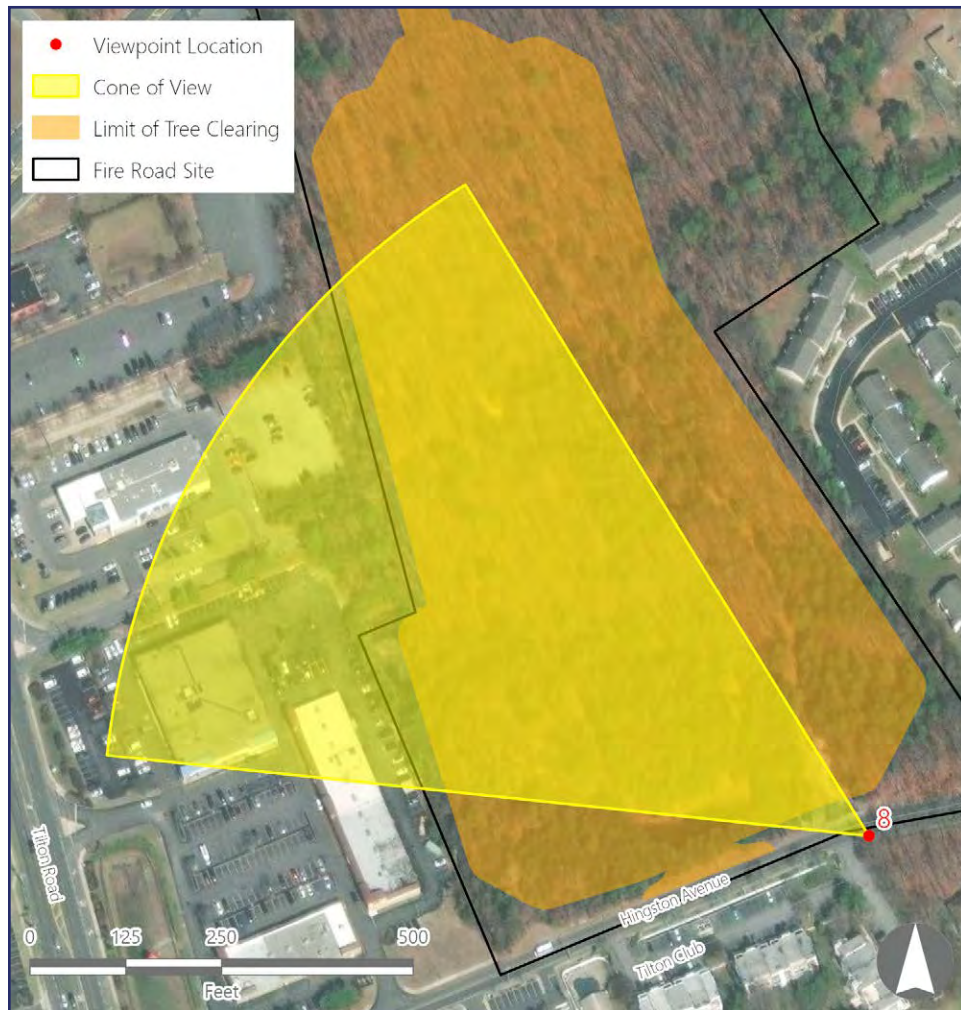 Viewpoint Location
Cone of View
Limit of Tree Clearing
Fire Road Site
8
Hingston Avenue
Tilton Club
Tilton Road
0 125 250 500
Feet